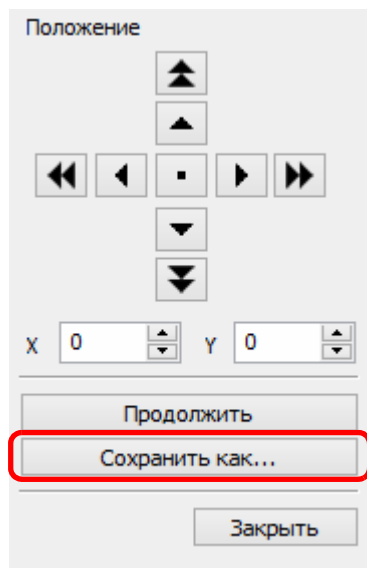 Положение
X 0 Y 0
Продолжить
Сохранить как...
Закрыть